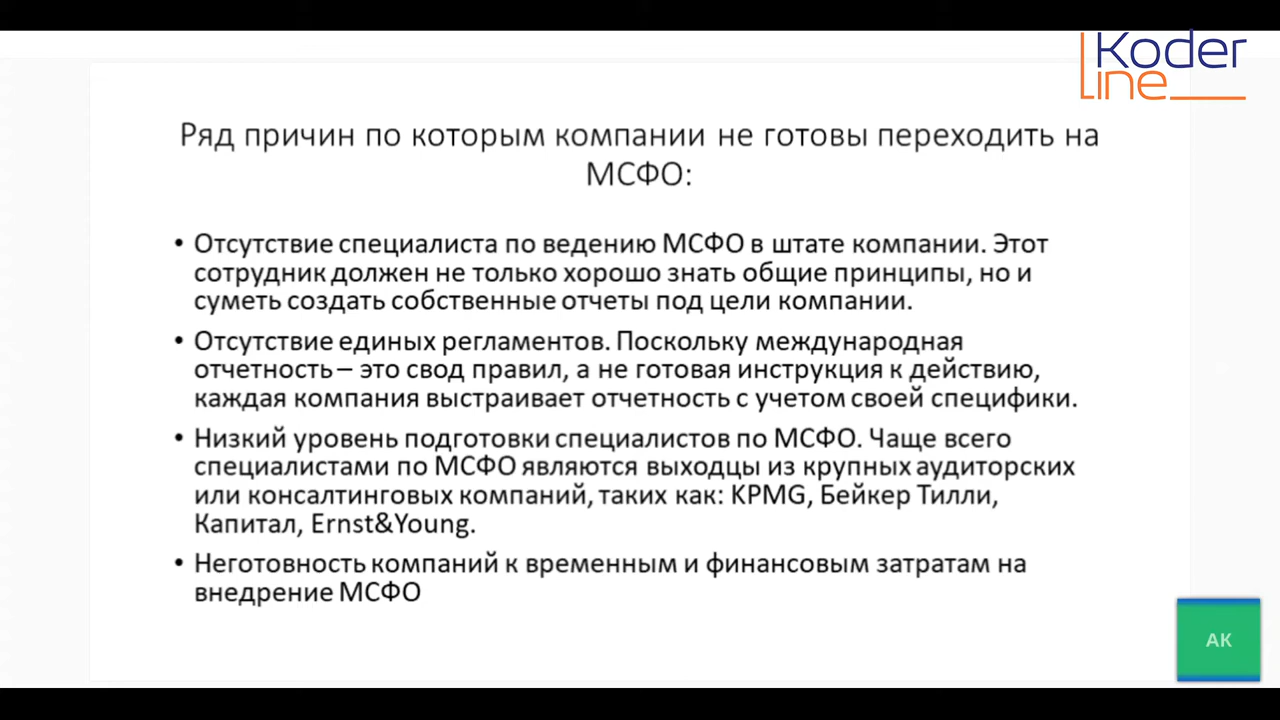 Koder
Line
Ряд причин по которым компании не готовы переходить на
МСФО:
• Отсутствие специалиста по ведению МСФО в штате компании. Этот
сотрудник должен не только хорошо знать общие принципы, но и
суметь создать собственные отчеты под цели компании.
• Отсутствие единых регламентов. Поскольку международная
отчетность – это свод правил, а не готовая инструкция к действию,
каждая компания выстраивает отчетность с учетом своей специфики.
• Низкий уровень подготовки специалистов по МСФО. Чаще всего
специалистами по МСФО являются выходцы из крупных аудиторских
или консалтинговых компаний, таких как: KPMG, Бейкер Тилли,
Капитал, Ernst&Young.
• Неготовность компаний к временным и финансовым затратам на
внедрение МСФО
АК